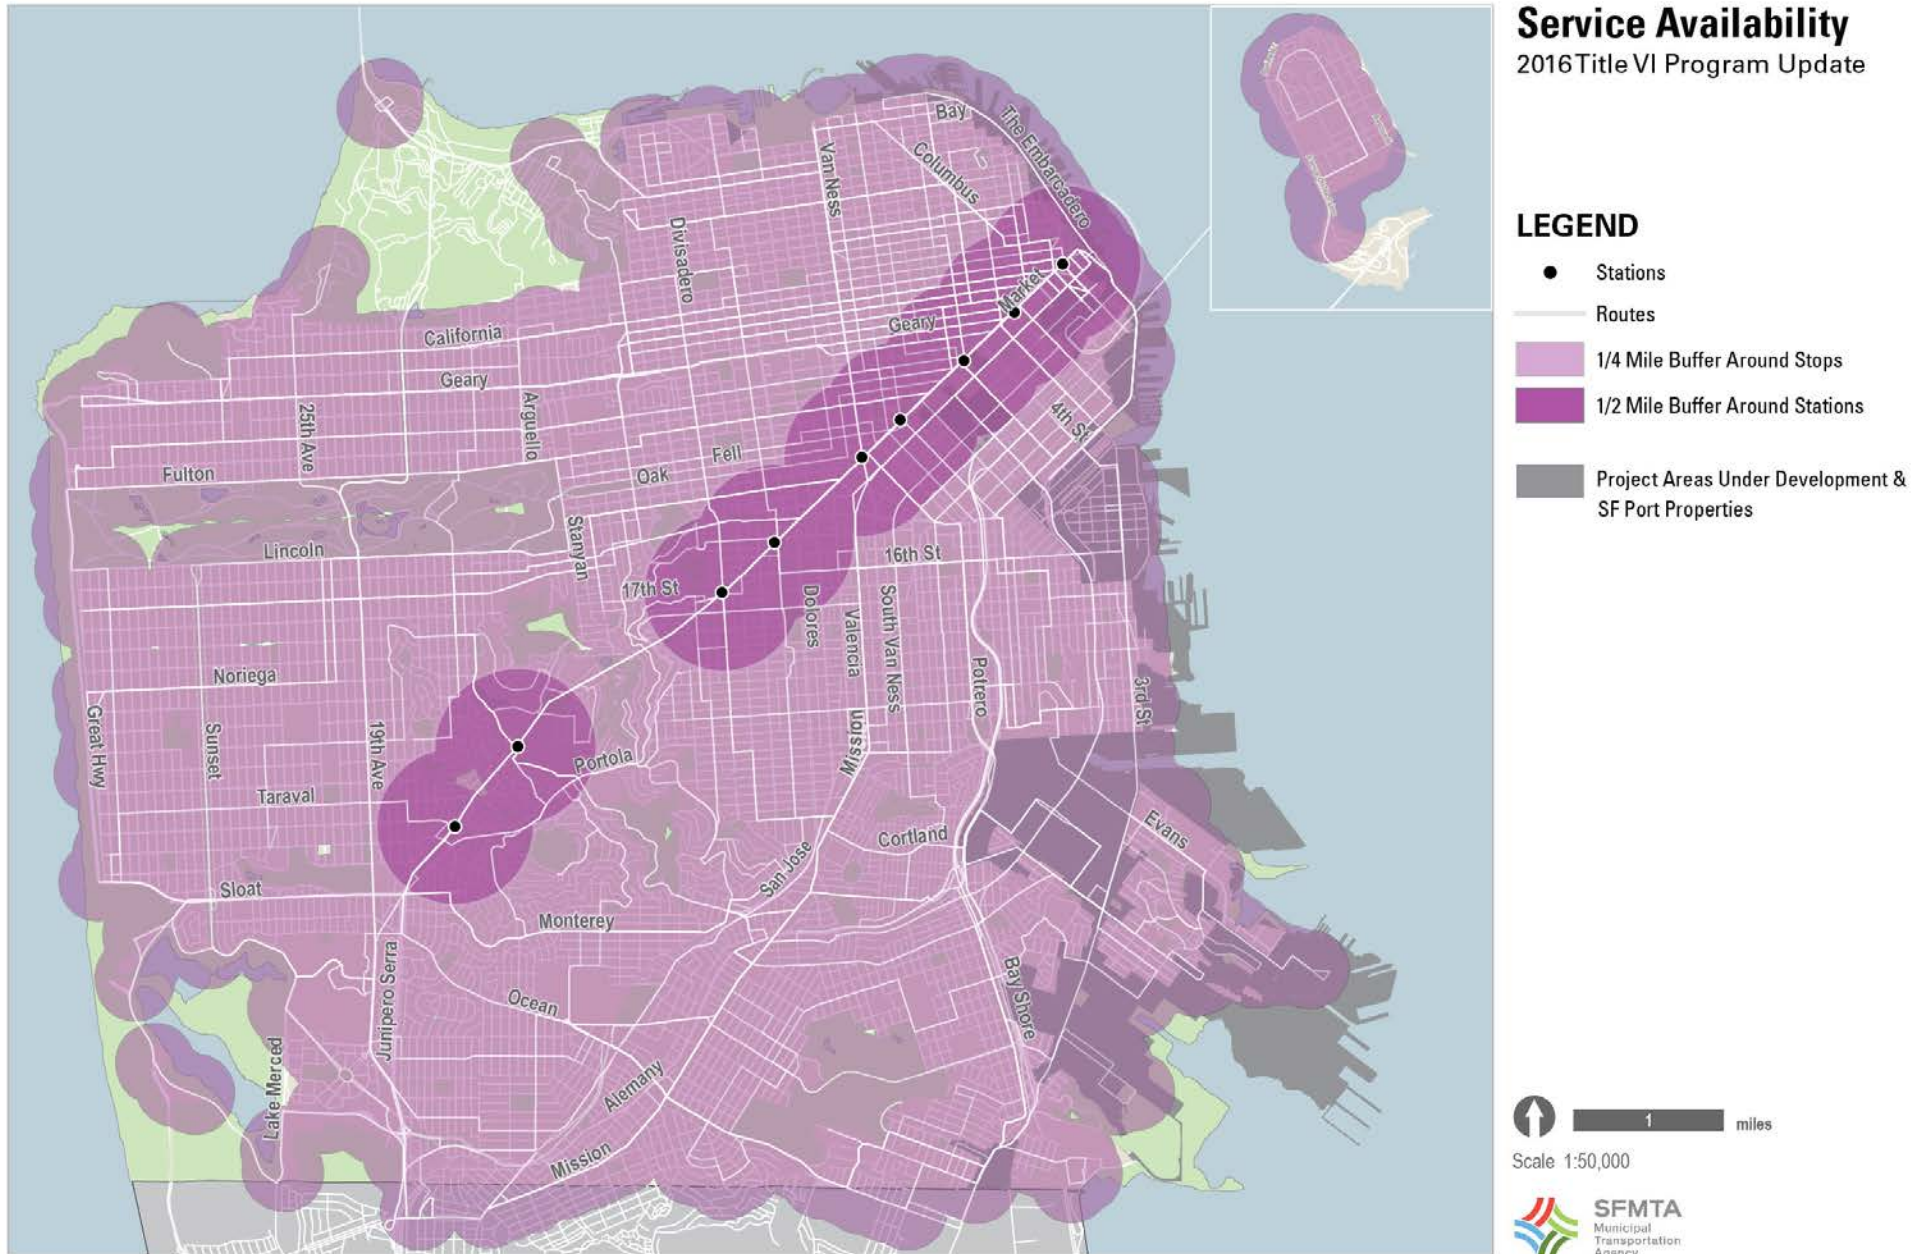 Service Availability
2016 Title VI Program Update
LEGEND
Stations
Routes
1/4 Mile Buffer Around Stops
1/2 Mile Buffer Around Stations
Project Areas Under Development &
SF Port Properties
1
miles
Scale 1:50,000
SFMTA
Municipal
Transportation
Agency
Bay
The Embarcadero
Columbus
Van Ness
Divisadero
Market
Geary
California
Geary
Arguello
25th Ave
4th St
Fell
Oak
Fulton
Lincoln
Stanyan
16th St
17th St
Dolores
Valencia
South Van Ness
Potrero
3rd St
Noriega
Great Hwy
Sunset
19th Ave
Mission
Portola
Taraval
Evans
Cortland
San Jose
Sloat
Monterey
Junipero Serra
Ocean
Bay Shore
Lake Merced
Alemany
Mission